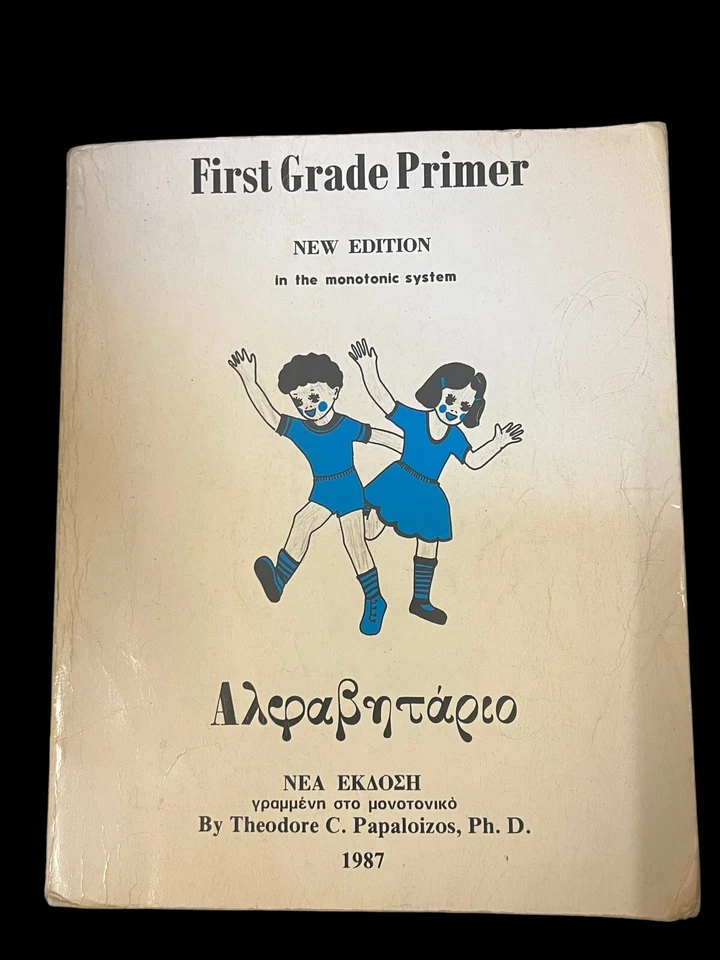 First Grade Primer
NEW EDITION
in the monotonic system
Αλφαβητάριο
ΝΕΑ ΕΚΔΟΣΗ
γραμμένη στο μονοτονικό
By Theodore C. Papaloizos, Ph. D.
1987